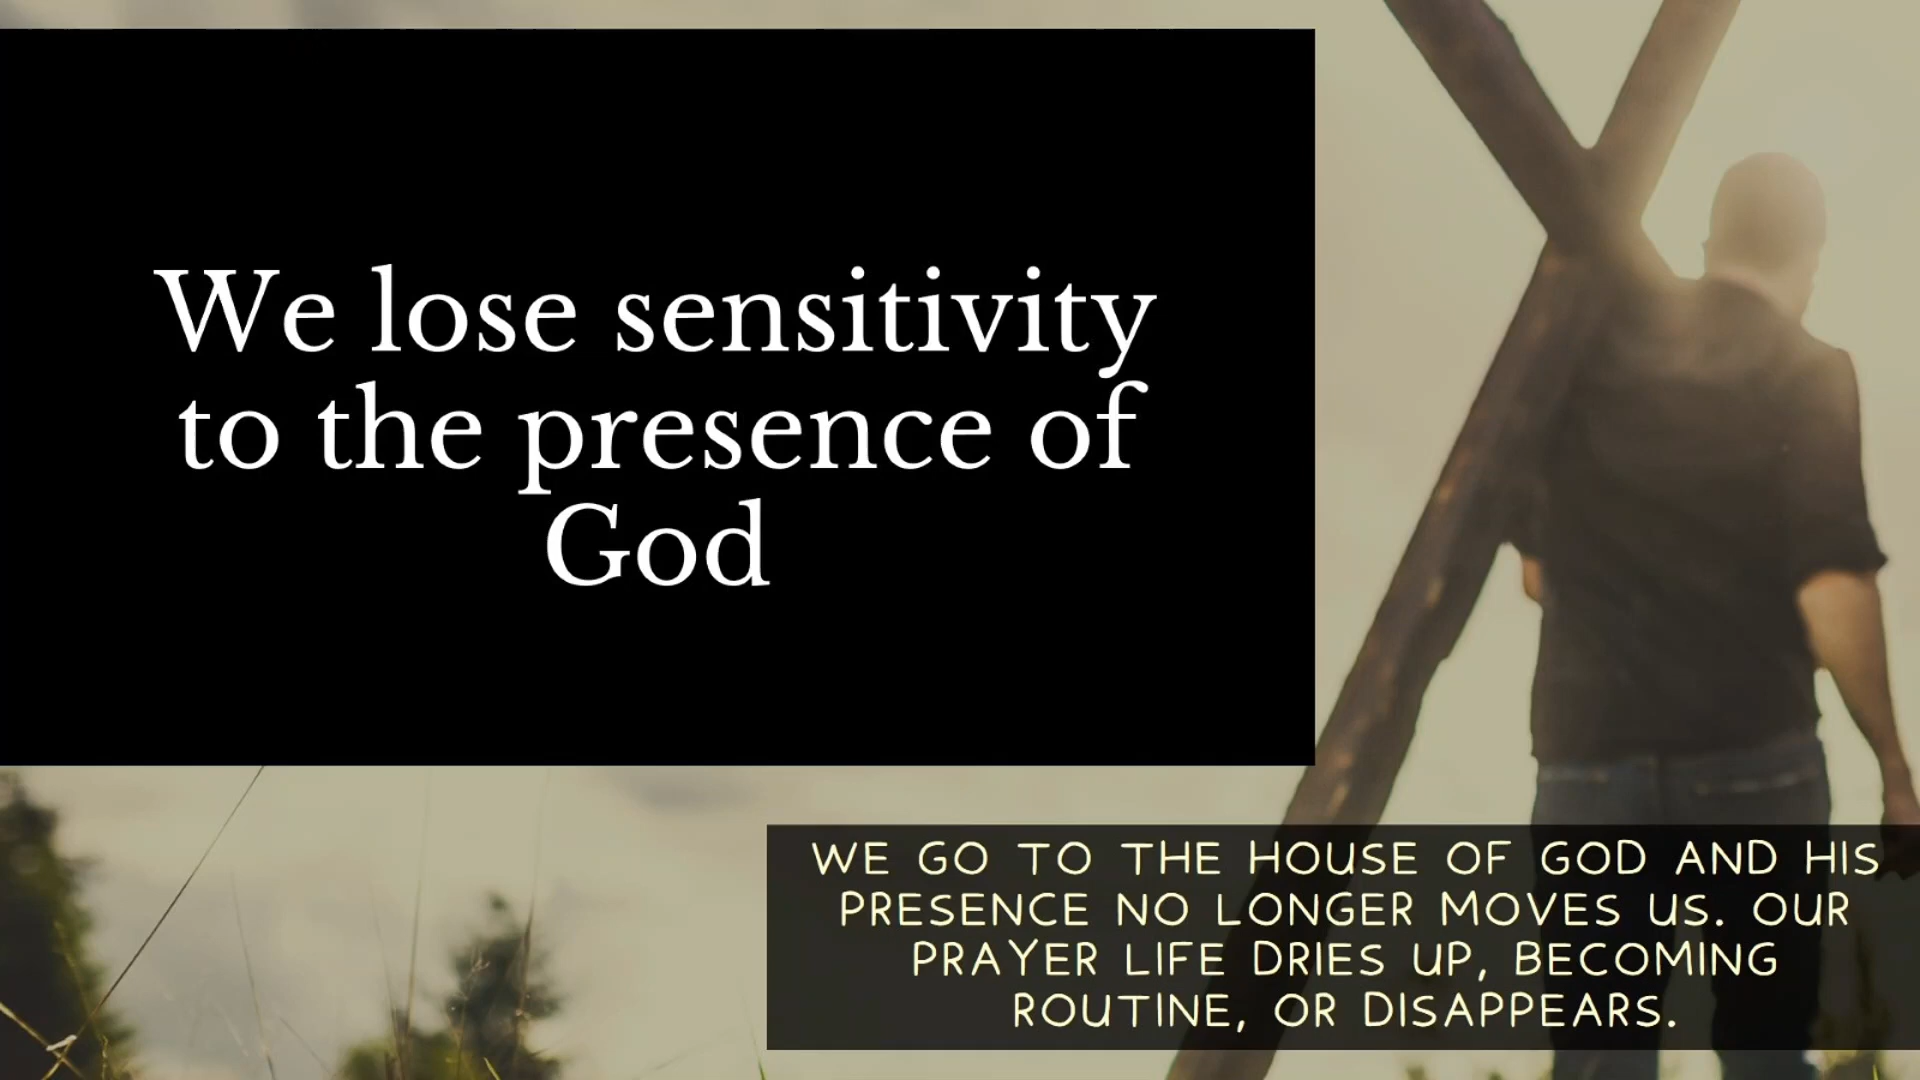 We lose sensitivity
to the presence of
God
WE GO TO THE HOUSE OF GOD AND HIS
PRESENCE NO LONGER MOVES US. OUR
PRAYER LIFE DRIES UP, BECOMING
ROUTINE, OR DISAPPEARS.